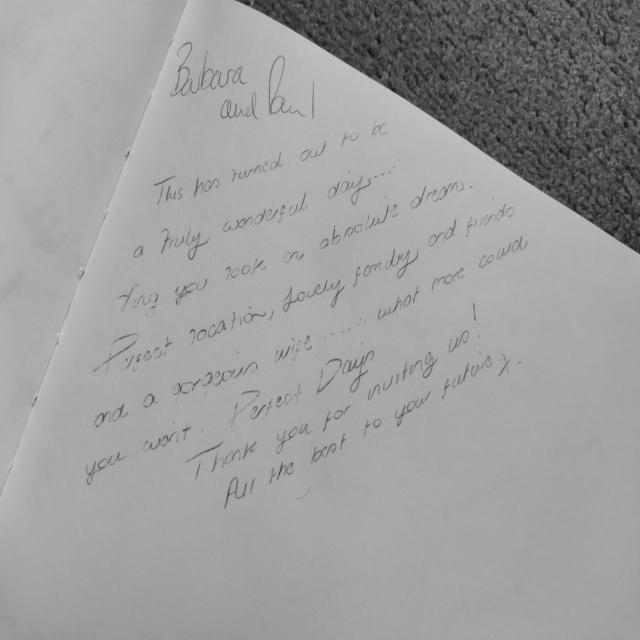 Barbara
and Paul
This has turned out to be
a truly wonderful day.....
Ting you look an absolute dream.
Perfect location, lovely family and friends
and a gorgeous wife...... what more could
you want. Perfect Day!
Thank you for inviting us!
All the best to your future x.